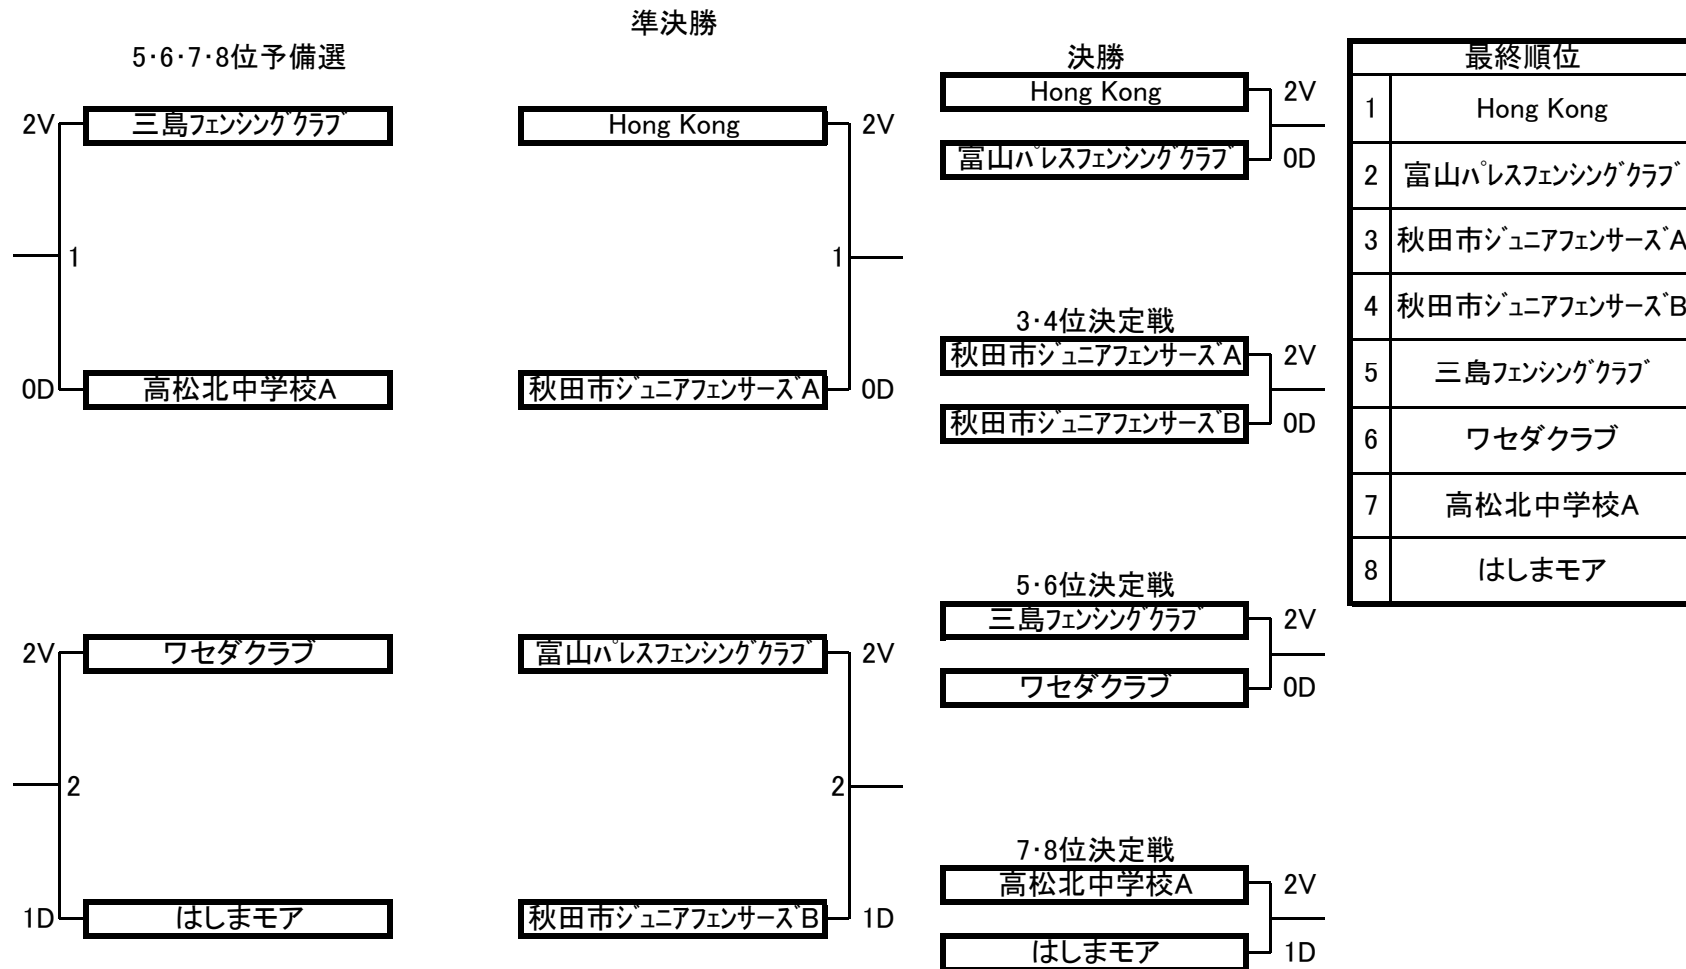 準決勝
5･6･7･8位予備選
2V 三島ﾌｪﾝｼﾝｸﾞｸﾗﾌﾞ
1
0D 高松北中学校A
2V ワセダクラブ
2
1D はしまモア
Hong Kong 2V
1
秋田市ｼﾞｭﾆｱﾌｪﾝｻｰｽﾞA 0D
富山ﾊﾟﾚｽﾌｪﾝｼﾝｸﾞｸﾗﾌﾞ 2V
2
秋田市ｼﾞｭﾆｱﾌｪﾝｻｰｽﾞB 1D
決勝
Hong Kong 2V
富山ﾊﾟﾚｽﾌｪﾝｼﾝｸﾞｸﾗﾌﾞ 0D
3･4位決定戦
秋田市ｼﾞｭﾆｱﾌｪﾝｻｰｽﾞA 2V
秋田市ｼﾞｭﾆｱﾌｪﾝｻｰｽﾞB 0D
5･6位決定戦
三島ﾌｪﾝｼﾝｸﾞｸﾗﾌﾞ 2V
ワセダクラブ 0D
7･8位決定戦
高松北中学校A 2V
はしまモア 1D
最終順位
1 Hong Kong
2 富山ﾊﾟﾚｽﾌｪﾝｼﾝｸﾞｸﾗﾌﾞ
3 秋田市ｼﾞｭﾆｱﾌｪﾝｻｰｽﾞA
4 秋田市ｼﾞｭﾆｱﾌｪﾝｻｰｽﾞB
5 三島ﾌｪﾝｼﾝｸﾞｸﾗﾌﾞ
6 ワセダクラブ
7 高松北中学校A
8 はしまモア